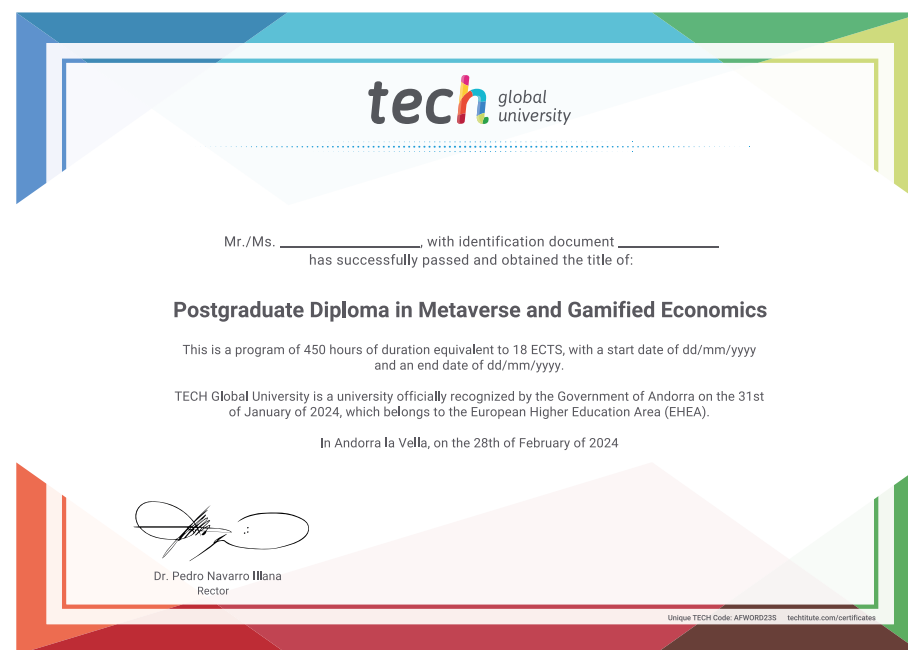 tech global
university
Mr./Ms. ____________________, with identification document ______________
has successfully passed and obtained the title of:
Postgraduate Diploma in Metaverse and Gamified Economics
This is a program of 450 hours of duration equivalent to 18 ECTS, with a start date of dd/mm/yyyy
and an end date of dd/mm/yyyy.
TECH Global University is a university officially recognized by the Government of Andorra on the 31st
of January of 2024, which belongs to the European Higher Education Area (EHEA).
In Andorra la Vella, on the 28th of February of 2024
Dr. Pedro Navarro Illana
Rector
Unique TECH Code: AFWORD23S techtitute.com/certificates